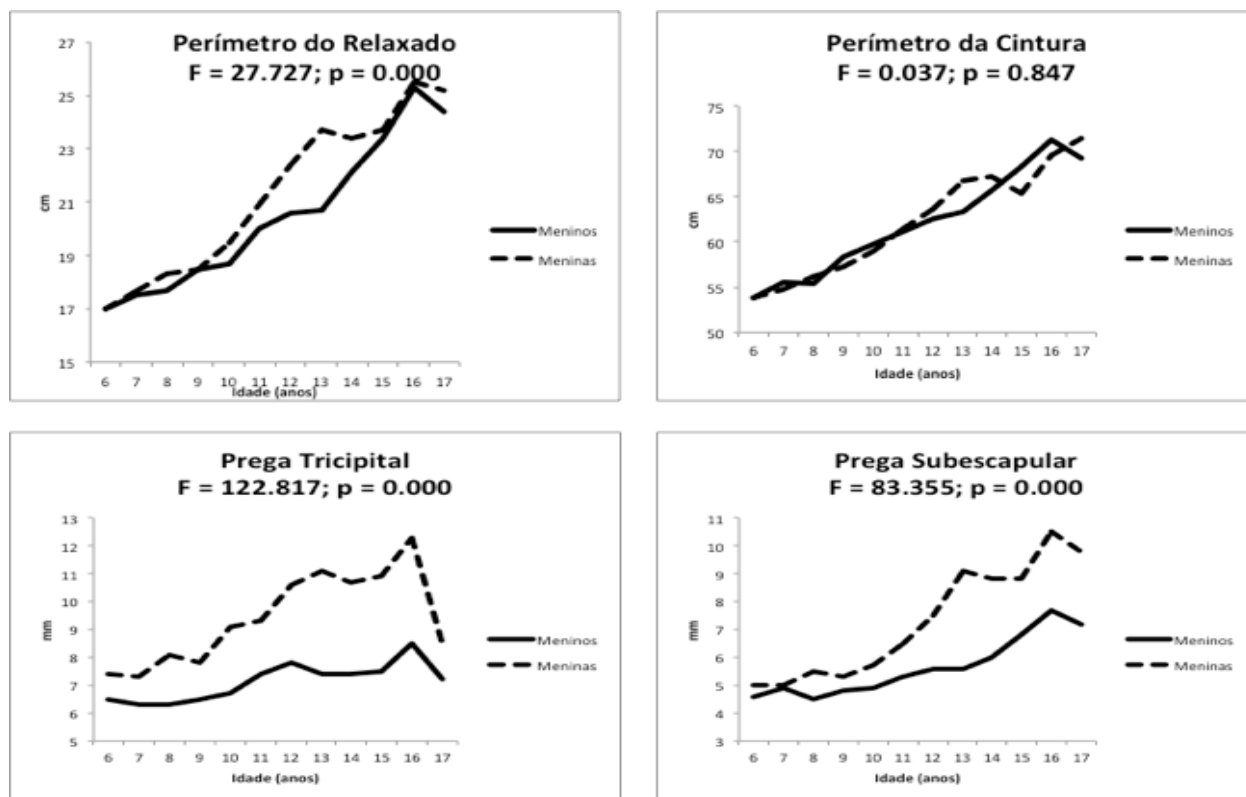 Perímetro do Relaxado
F = 27.727; p = 0.000
27
25
23
21
19
17
15
cm
6 7 8 9 10 11 12 13 14 15 16 17
Idade (anos)
Meninos
Meninas
Perímetro da Cintura
F = 0.037; p = 0.847
75
70
65
60
55
50
cm
6 7 8 9 10 11 12 13 14 15 16 17
Idade (anos)
Meninos
Meninas
Prega Tricipital
F = 122.817; p = 0.000
13
12
11
10
9
8
7
6
5
mm
6 7 8 9 10 11 12 13 14 15 16 17
Idade (anos)
Meninos
Meninas
Prega Subescapular
F = 83.355; p = 0.000
11
10
9
8
7
6
5
4
3
mm
6 7 8 9 10 11 12 13 14 15 16 17
Idade (anos)
Meninos
Meninas